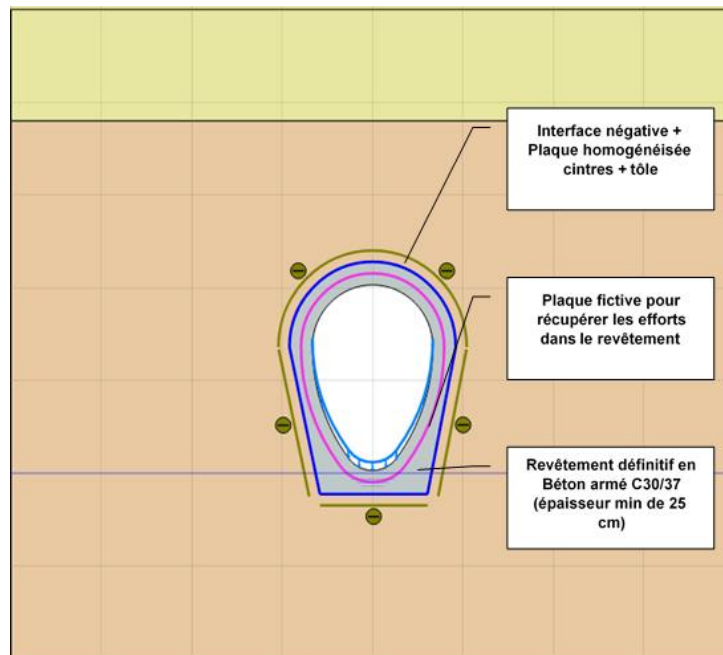 Interface négative +
Plaque homogénéisée
cintres + tôle
Plaque fictive pour
récupérer les efforts
dans le revêtement
Revêtement définitif en
Béton armé C30/37
(épaisseur min de 25
cm)